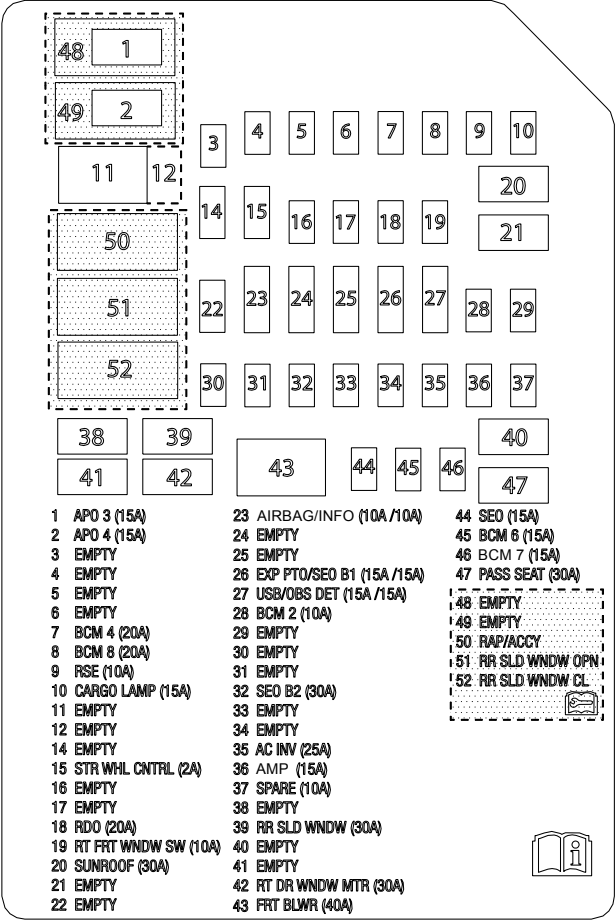 48 1
49 2
3 4 5 6 7 8 9 10
11 12
20
14 15 16 17 18 19
21
50
51
22 23 24 25 26 27 28 29
52
30 31 32 33 34 35 36 37
38 39 40
41 42 43 44 45 46 47
1 APO 3 (15A)
2 APO 4 (15A)
3 EMPTY
4 EMPTY
5 EMPTY
6 EMPTY
7 BCM 4 (20A)
8 BCM 8 (20A)
9 RSE (10A)
10 CARGO LAMP (15A)
11 EMPTY
12 EMPTY
14 EMPTY
15 STR WHL CNTRL (2A)
16 EMPTY
17 EMPTY
18 RDO (20A)
19 RT FRT WNDW SW (10A)
20 SUNROOF (30A)
21 EMPTY
22 EMPTY
23 AIRBAG/INFO (10A /10A)
24 EMPTY
25 EMPTY
26 EXP PTO/SEO B1 (15A /15A)
27 USB/OBS DET (15A /15A)
28 BCM 2 (10A)
29 EMPTY
30 EMPTY
31 EMPTY
32 SEO B2 (30A)
33 EMPTY
34 EMPTY
35 AC INV (25A)
36 AMP (15A)
37 SPARE (10A)
38 EMPTY
39 RR SLD WNDW (30A)
40 EMPTY
41 EMPTY
42 RT DR WNDW MTR (30A)
43 FRT BLWR (40A)
44 SEO (15A)
45 BCM 6 (15A)
46 BCM 7 (15A)
47 PASS SEAT (30A)
48 EMPTY
49 EMPTY
50 RAP/ACCY
51 RR SLD WNDW OPN
52 RR SLD WNDW CL
i